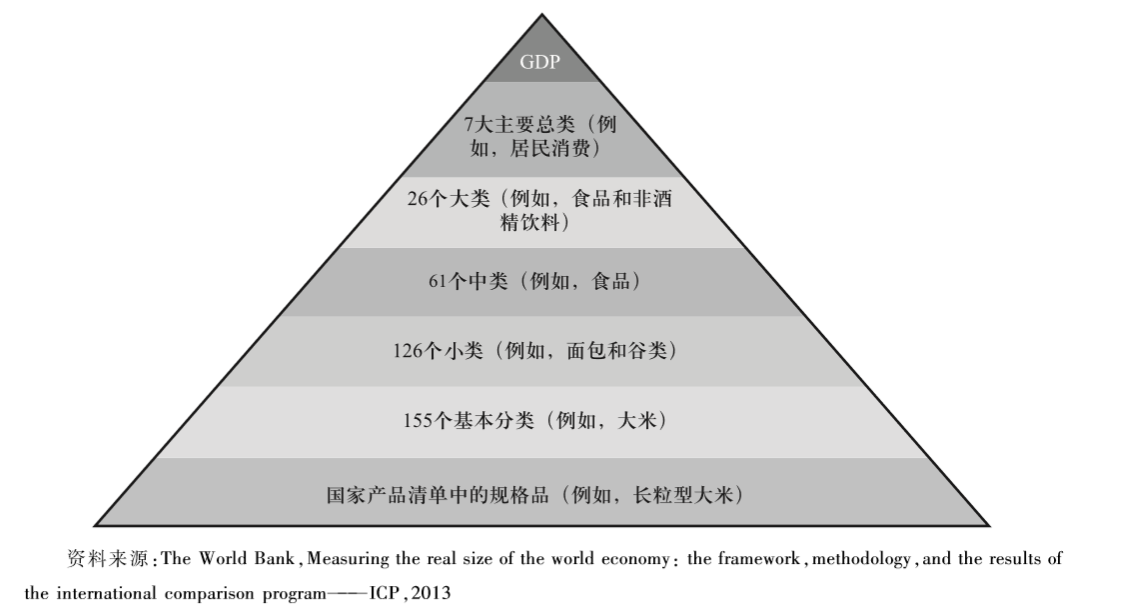 GDP
7大主要总类（例
如，居民消费）
26个大类（例如，食品和非酒
精饮料）
61个中类（例如，食品）
126个小类（例如，面包和谷类）
155个基本分类（例如，大米）
国家产品清单中的规格品（例如，长粒型大米）
资料来源：The World Bank,Measuring the real size of the world economy: the framework,methodology,and the results of
the international comparison program——ICP,2013